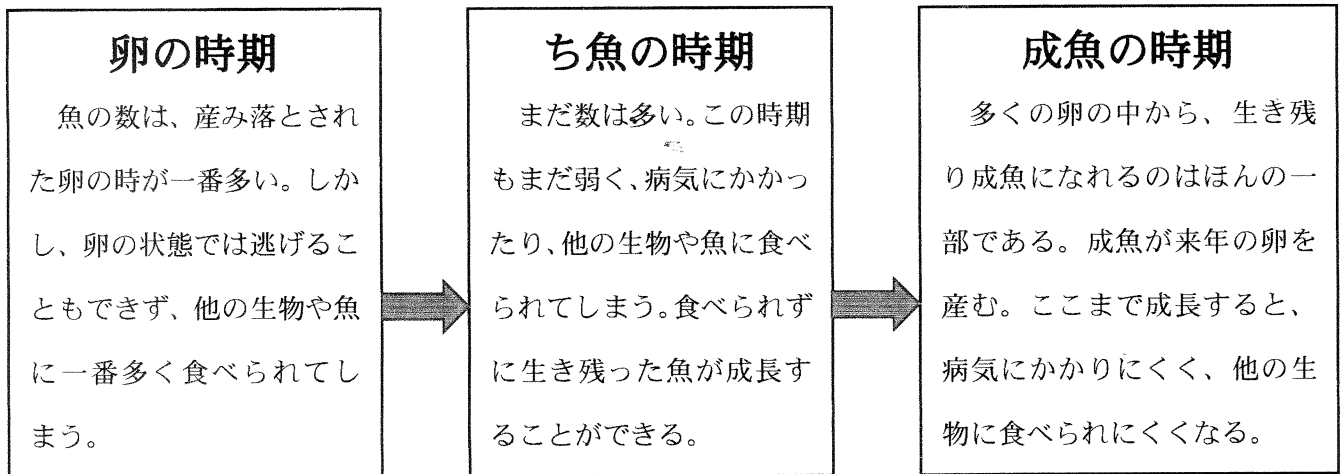 卵の時期
魚の数は、産み落とされ
た卵の時が一番多い。しか
し、卵の状態では逃げるこ
ともできず、他の生物や魚
に一番多く食べられてし
まう。
ち魚の時期
まだ数は多い。この時期
もまだ弱く、病気にかかっ
たり、他の生物や魚に食べ
られてしまう。食べられず
に生き残った魚が成長す
ることができる。
成魚の時期
多くの卵の中から、生き残
り成魚になれるのはほんの一
部である。成魚が来年の卵を
産む。ここまで成長すると、
病気にかかりにくく、他の生
物に食べられにくくなる。